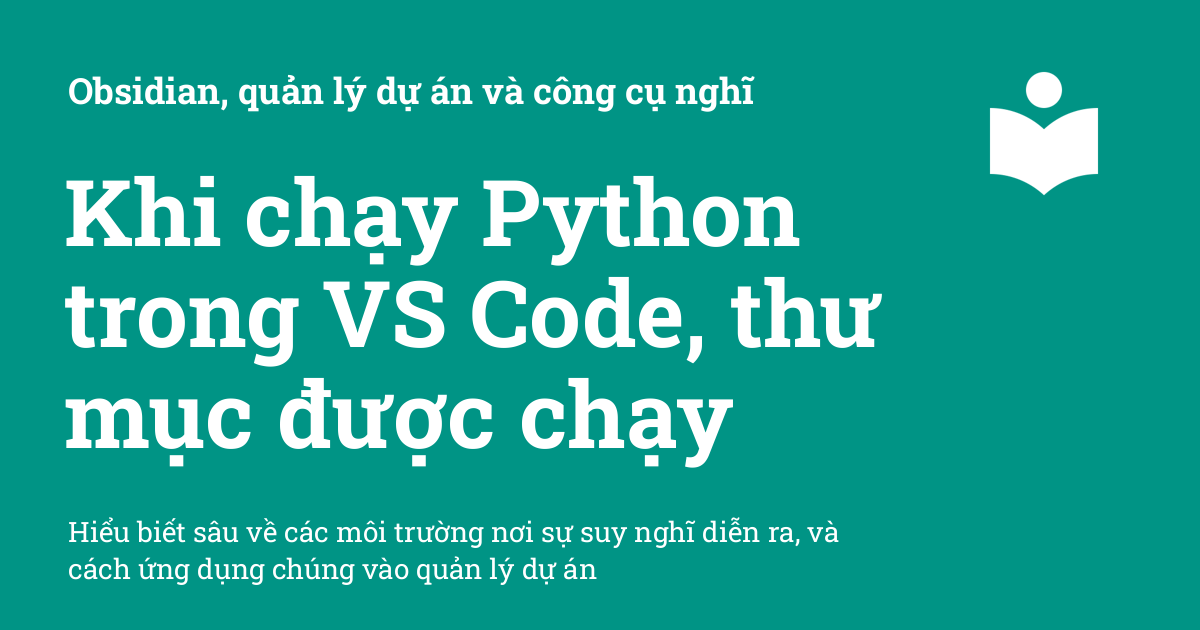 Obsidian, quản lý dự án và công cụ nghĩ
Khi chạy Python
trong VS Code, thư
mục được chạy
Hiểu biết sâu về các môi trường nơi sự suy nghĩ diễn ra, và
cách ứng dụng chúng vào quản lý dự án